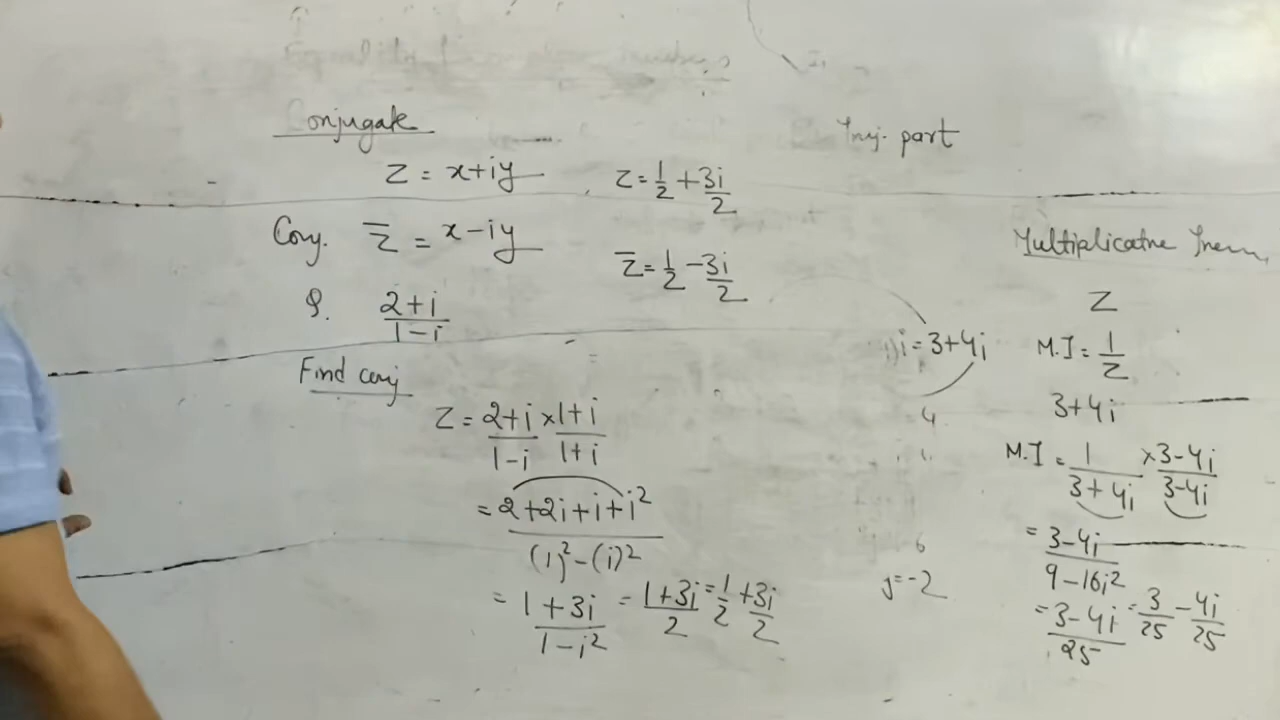 Conjugate
z = x+iy
Conj. z̅ = x-iy
Q. 2+i/1-i
Find conj
z = 2+i/1-i × 1+i/1+i
= 2+2i+i+i²/(1)²-(i)²
= 1+3i/1-i² = 1+3i/2 = 1/2 + 3i/2
z = 1/2 + 3i/2
z̅ = 1/2 - 3i/2
part
i = 3+4i
4
6
y = -2
Multiplicative
z
M.I = 1/z
3+4i
M.I = 1/3+4i × 3-4i/3-4i
= 3-4i/9-16i²
= 3-4i/25 = 3/25 - 4i/25